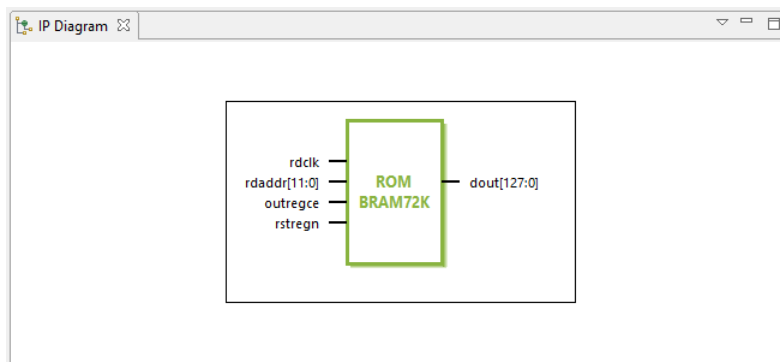 IP Diagram
rdclk
rdaddr[11:0]
outregce
rstregn
ROM
BRAM72K
dout[127:0]